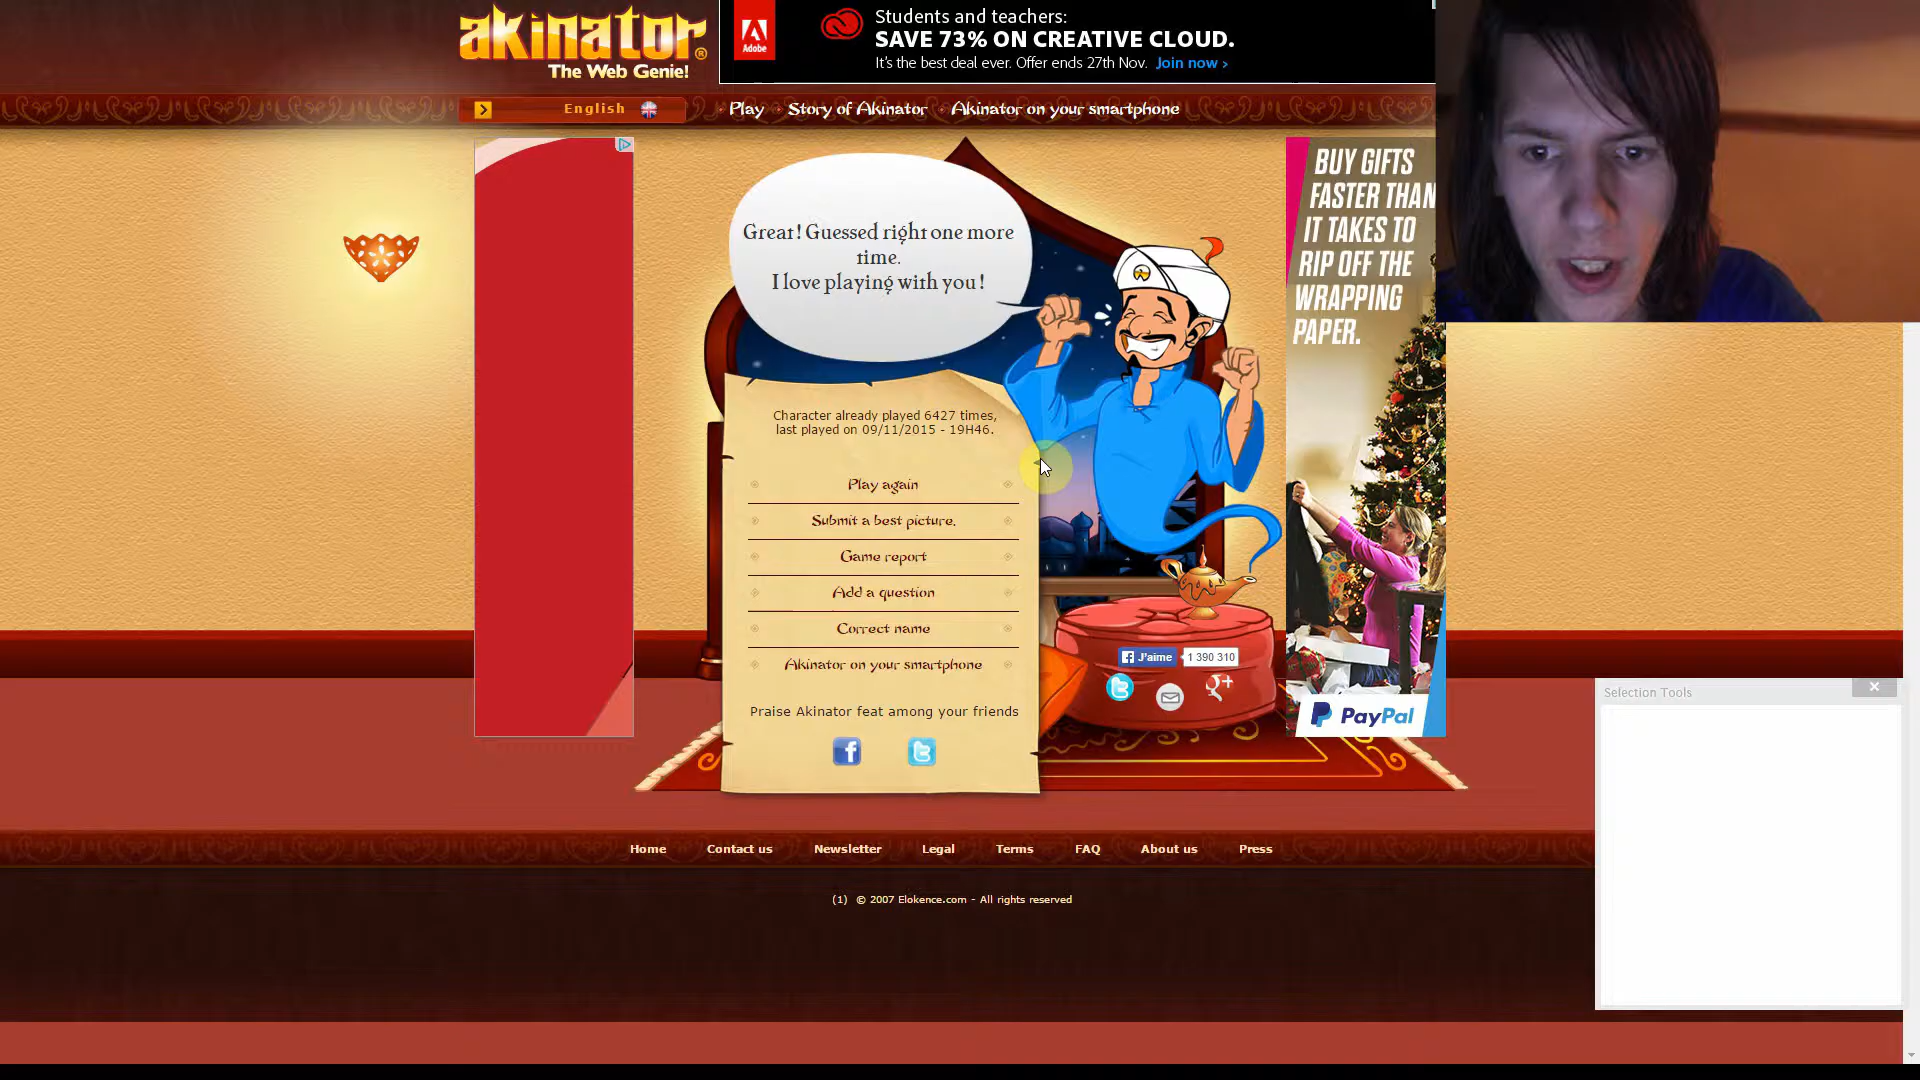 akinator®
The Web Genie!
Adobe
Students and teachers:
SAVE 73% ON CREATIVE CLOUD.
It's the best deal ever. Offer ends 27th Nov. Join now >
English
Play
Story of Akinator
Akinator on your smartphone
Great! Guessed right one more
time.
I love playing with you !
BUY GIFTS
FASTER THAN
IT TAKES TO
RIP OFF THE
WRAPPING
PAPER.
Character already played 6427 times,
last played on 09/11/2015 - 19H46.
Play again
Submit a best picture.
Game report
Add a question
Correct name
Akinator on your smartphone
Praise Akinator feat among your friends
J'aime
1 390 310
PayPal
Selection Tools
Home
Contact us
Newsletter
Legal
Terms
FAQ
About us
Press
(1) © 2007 Elokence.com - All rights reserved